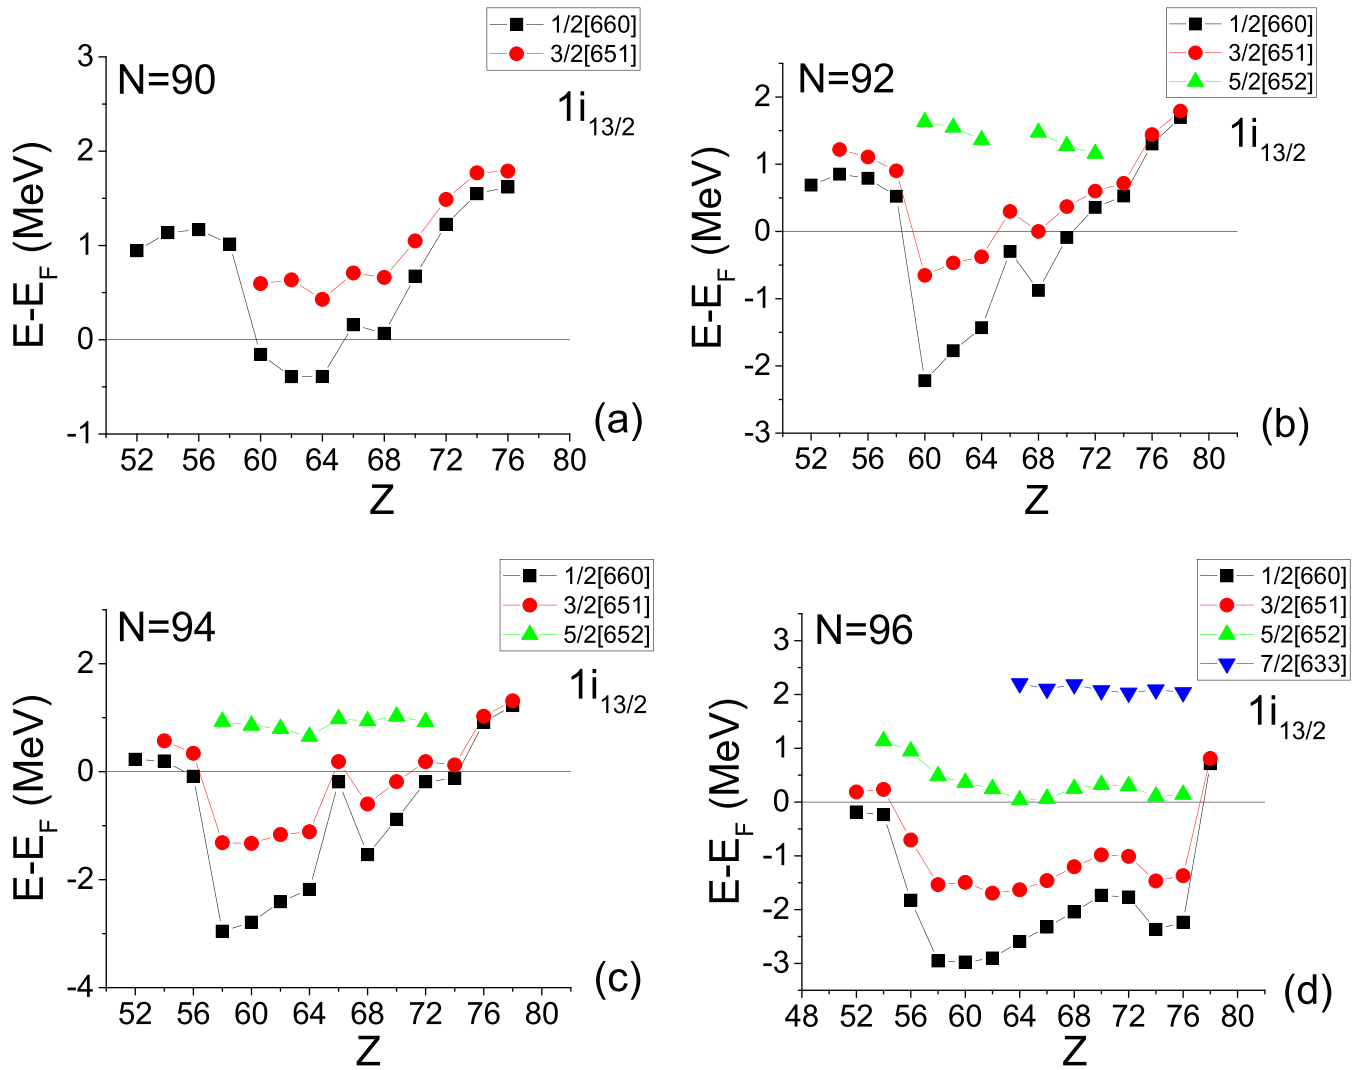 1/2[660]
3/2[651]
N=90
1i13/2
3
2
1
0
-1
E-EF (MeV)
52 56 60 64 68 72 76 80
Z
(a)
1/2[660]
3/2[651]
5/2[652]
N=92
1i13/2
2
1
0
-1
-2
-3
E-EF (MeV)
52 56 60 64 68 72 76 80
Z
(b)
1/2[660]
3/2[651]
5/2[652]
N=94
1i13/2
2
0
-2
-4
E-EF (MeV)
52 56 60 64 68 72 76 80
Z
(c)
1/2[660]
3/2[651]
5/2[652]
7/2[633]
N=96
1i13/2
3
2
1
0
-1
-2
-3
E-EF (MeV)
48 52 56 60 64 68 72 76 80
Z
(d)